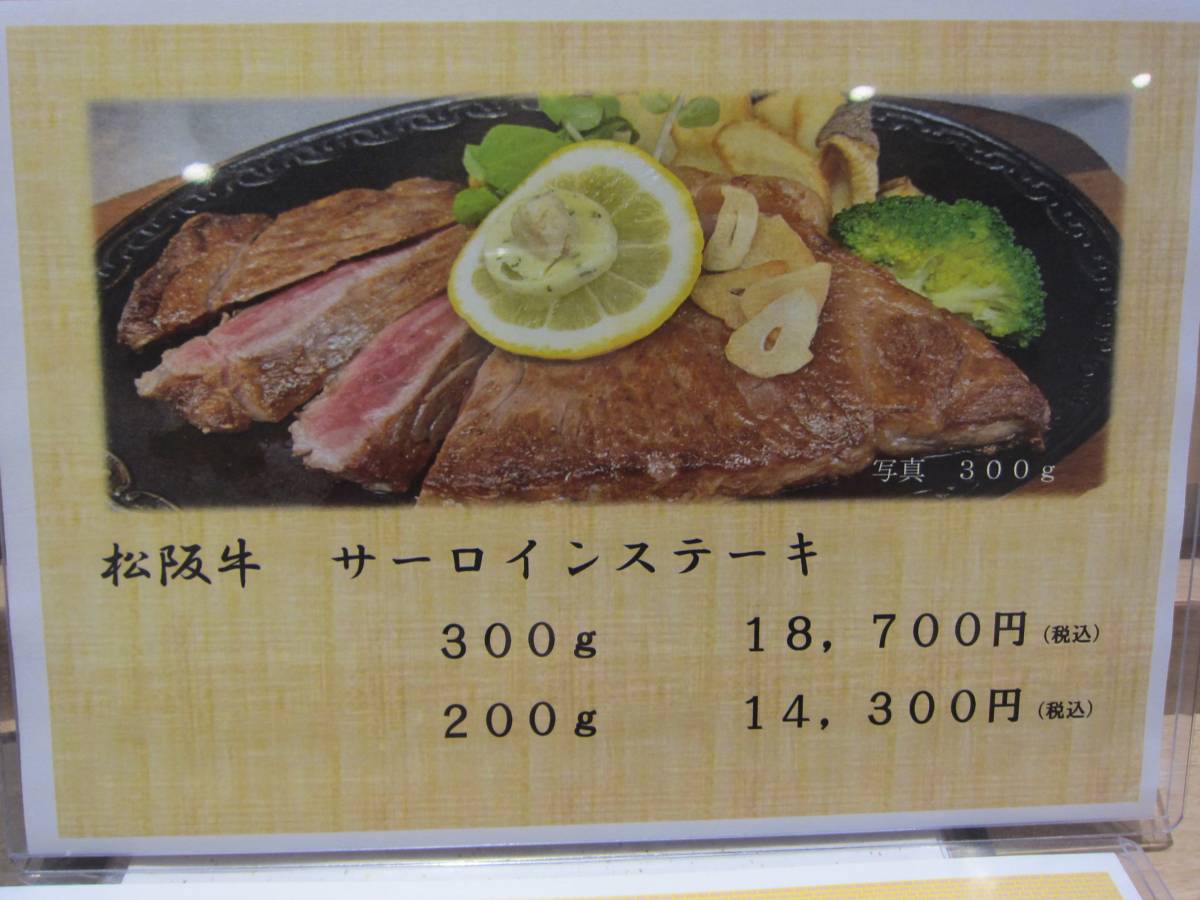 写真　３００ｇ
松阪牛　サーロインステーキ
３００ｇ　１８，７００円（税込）
２００ｇ　１４，３００円（税込）